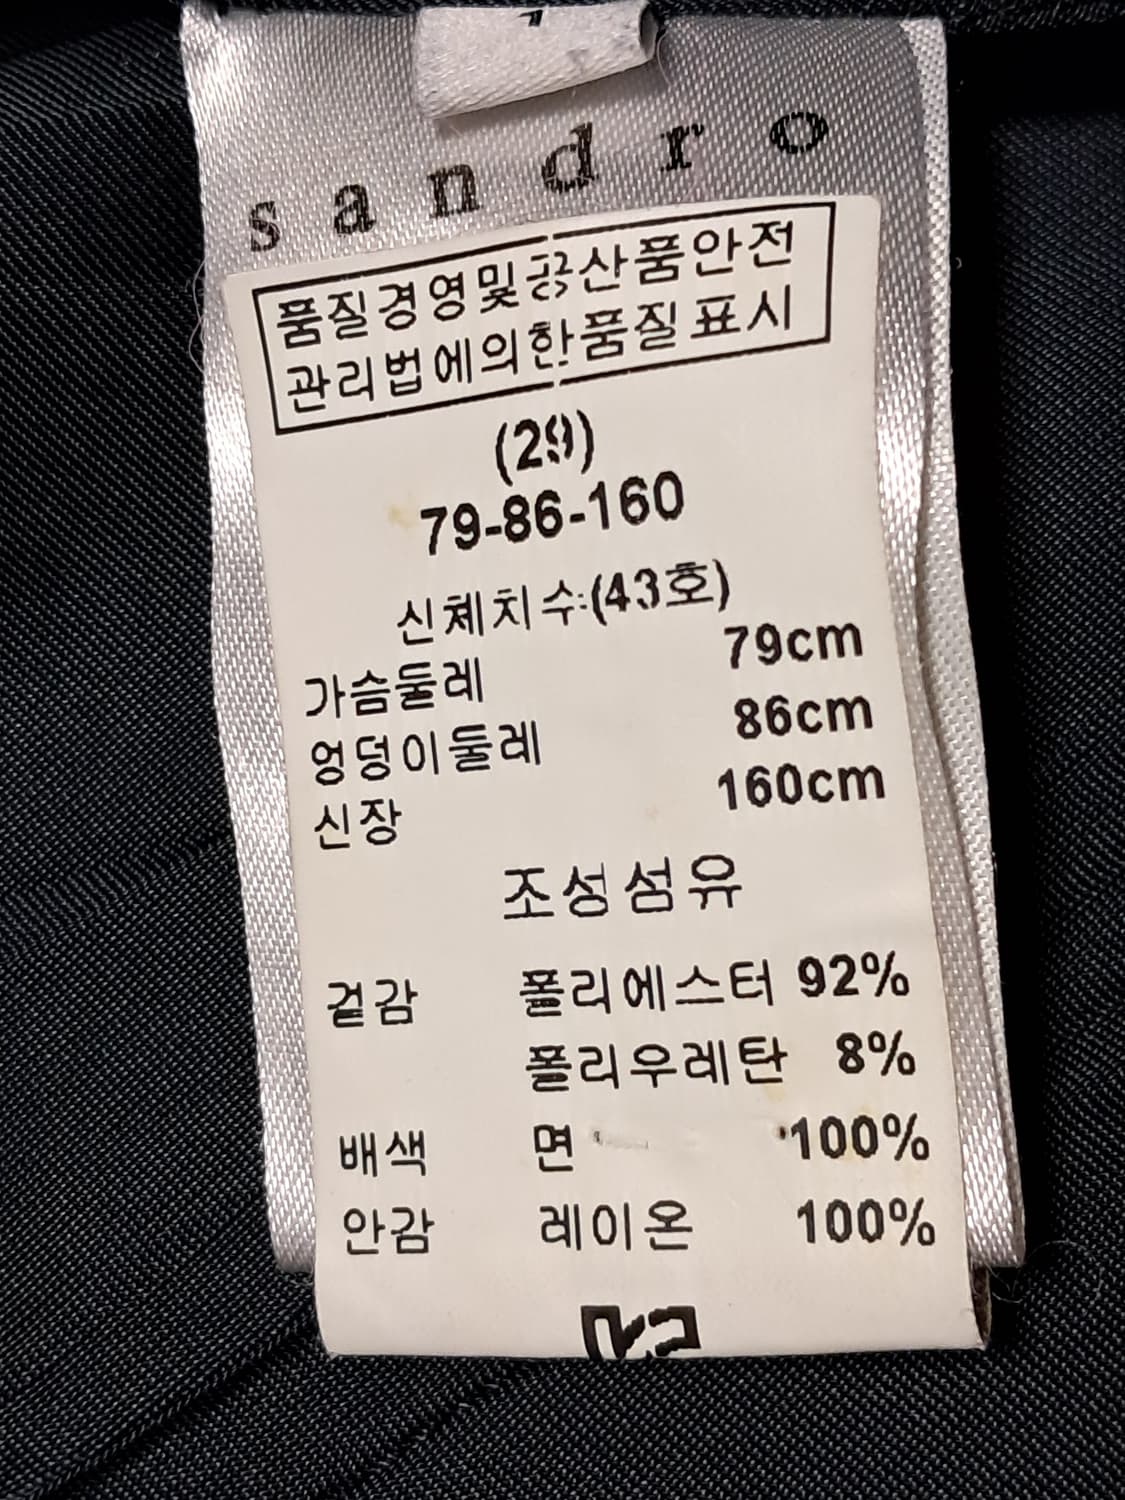 sandro
품질경영및공산품안전
관리법에의한품질표시
(29)
79-86-160
신체치수:(43호)
가슴둘레 79cm
엉덩이둘레 86cm
신장 160cm
조성섬유
겉감 폴리에스터 92%
폴리우레탄 8%
배색 면 100%
안감 레이온 100%